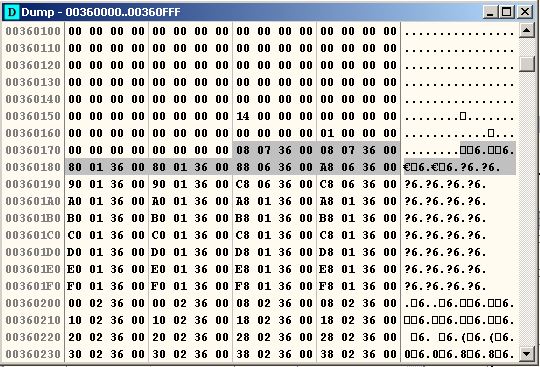 D Dump - 00360000..00360FFF
00360100 00 00 00 00 00 00 00 00 00 00 00 00 00 00 00 00 ................
00360110 00 00 00 00 00 00 00 00 00 00 00 00 00 00 00 00 ................
00360120 00 00 00 00 00 00 00 00 00 00 00 00 00 00 00 00 ................
00360130 00 00 00 00 00 00 00 00 00 00 00 00 00 00 00 00 ................
00360140 00 00 00 00 00 00 00 00 00 00 00 00 00 00 00 00 ................
00360150 00 00 00 00 00 00 00 00 14 00 00 00 00 00 00 00 ........□.......
00360160 00 00 00 00 00 00 00 00 00 00 00 00 01 00 00 00 ............□...
00360170 00 00 00 00 00 00 00 00 08 07 36 00 08 07 36 00 ........□□6.□□6.
00360180 80 01 36 00 80 01 36 00 88 06 36 00 A8 06 36 00 €□6.€□6.?6.?6.
00360190 90 01 36 00 90 01 36 00 C8 06 36 00 C8 06 36 00 ?6.?6.?6.?6.
003601A0 A0 01 36 00 A0 01 36 00 A8 01 36 00 A8 01 36 00 ?6.?6.?6.?6.
003601B0 B0 01 36 00 B0 01 36 00 B8 01 36 00 B8 01 36 00 ?6.?6.?6.?6.
003601C0 C0 01 36 00 C0 01 36 00 C8 01 36 00 C8 01 36 00 ?6.?6.?6.?6.
003601D0 D0 01 36 00 D0 01 36 00 D8 01 36 00 D8 01 36 00 ?6.?6.?6.?6.
003601E0 E0 01 36 00 E0 01 36 00 E8 01 36 00 E8 01 36 00 ?6.?6.?6.?6.
003601F0 F0 01 36 00 F0 01 36 00 F8 01 36 00 F8 01 36 00 ?6.?6.?6.?6.
00360200 00 02 36 00 00 02 36 00 08 02 36 00 08 02 36 00 .□6..□6.□□6.□□6.
00360210 10 02 36 00 10 02 36 00 18 02 36 00 18 02 36 00 □□6.□□6.□□6.□□6.
00360220 20 02 36 00 20 02 36 00 28 02 36 00 28 02 36 00  □6. □6.(□6.(□6.
00360230 30 02 36 00 30 02 36 00 38 02 36 00 38 02 36 00 0□6.0□6.8□6.8□6.